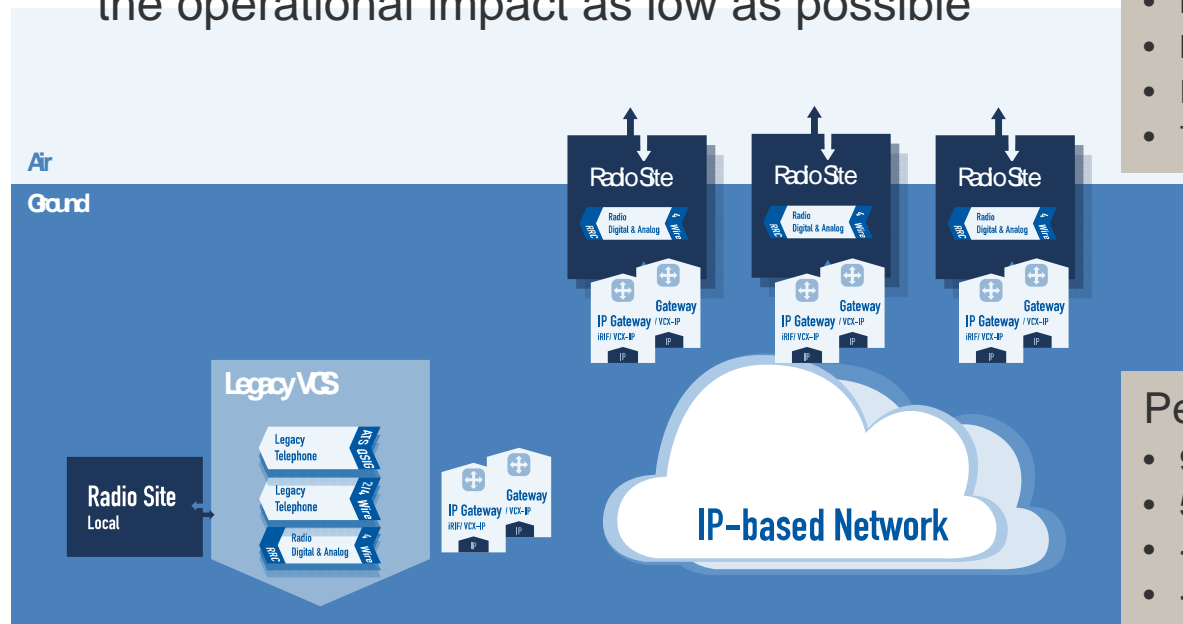 the operational impact as low as possible
Air
Ground
Radio Site
Radio
Digital & Analog
RRC
4 Wire
Gateway
/ VCX-IP
IP
IP Gateway
iRIF/ VCX-IP
IP
Radio Site
Radio
Digital & Analog
RRC
4 Wire
Gateway
/ VCX-IP
IP
IP Gateway
iRIF/ VCX-IP
IP
Radio Site
Radio
Digital & Analog
RRC
4 Wire
Gateway
/ VCX-IP
IP
IP Gateway
iRIF/ VCX-IP
IP
Legacy VCS
Legacy
Telephone
ATS QSIG
Legacy
Telephone
2/4 Wire
Radio
Digital & Analog
RRC
4 Wire
Radio Site
Local
Gateway
/ VCX-IP
IP
IP Gateway
iRIF/ VCX-IP
IP
IP-based Network
Pe